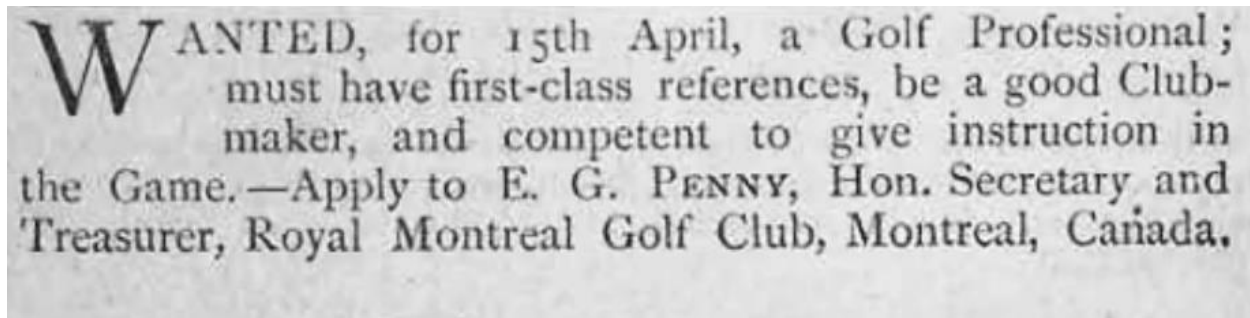 WANTED, for 15th April, a Golf Professional;
must have first-class references, be a good Club-
maker, and competent to give instruction in
the Game.—Apply to E. G. PENNY, Hon. Secretary and
Treasurer, Royal Montreal Golf Club, Montreal, Canada.